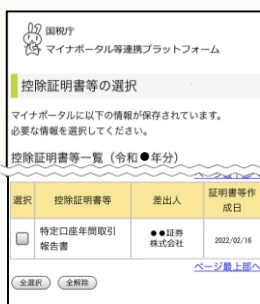 国税庁
マイナポータル等連携プラットフォーム
控除証明書等の選択
マイナポータルに以下の情報が保存されています。
必要な情報を選択してください。
控除証明書等一覧（令和●年分）
選択 控除証明書等 差出人 証明書等作成日
特定口座年間取引報告書 ●●証券株式会社 2022/02/16
ページ最上部へ
全選択 全解除